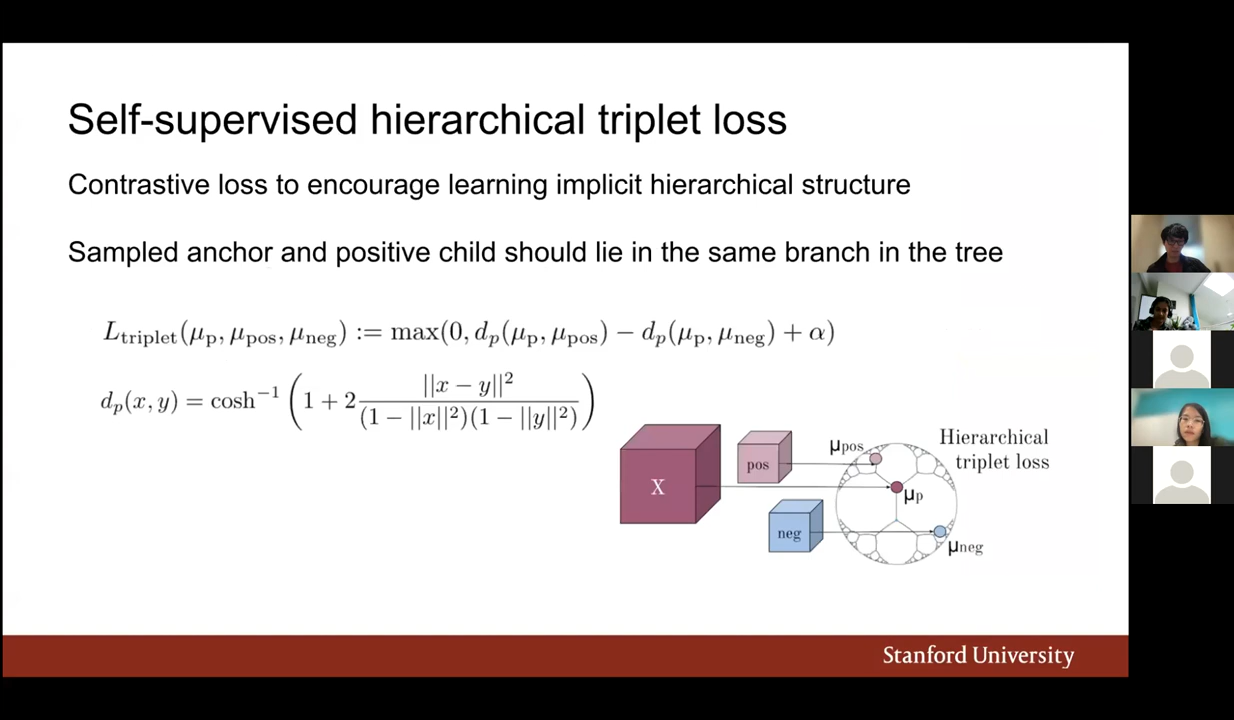 Self-supervised hierarchical triplet loss
Contrastive loss to encourage learning implicit hierarchical structure
Sampled anchor and positive child should lie in the same branch in the tree
L_triplet(μ_p, μ_pos, μ_neg) := max(0, d_p(μ_p, μ_pos) − d_p(μ_p, μ_neg) + α)
d_p(x, y) = cosh⁻¹ (1 + 2 ||x − y||² / (1 − ||x||²)(1 − ||y||²))
X
pos
neg
μpos
μp
μneg
Hierarchical
triplet loss
Stanford University